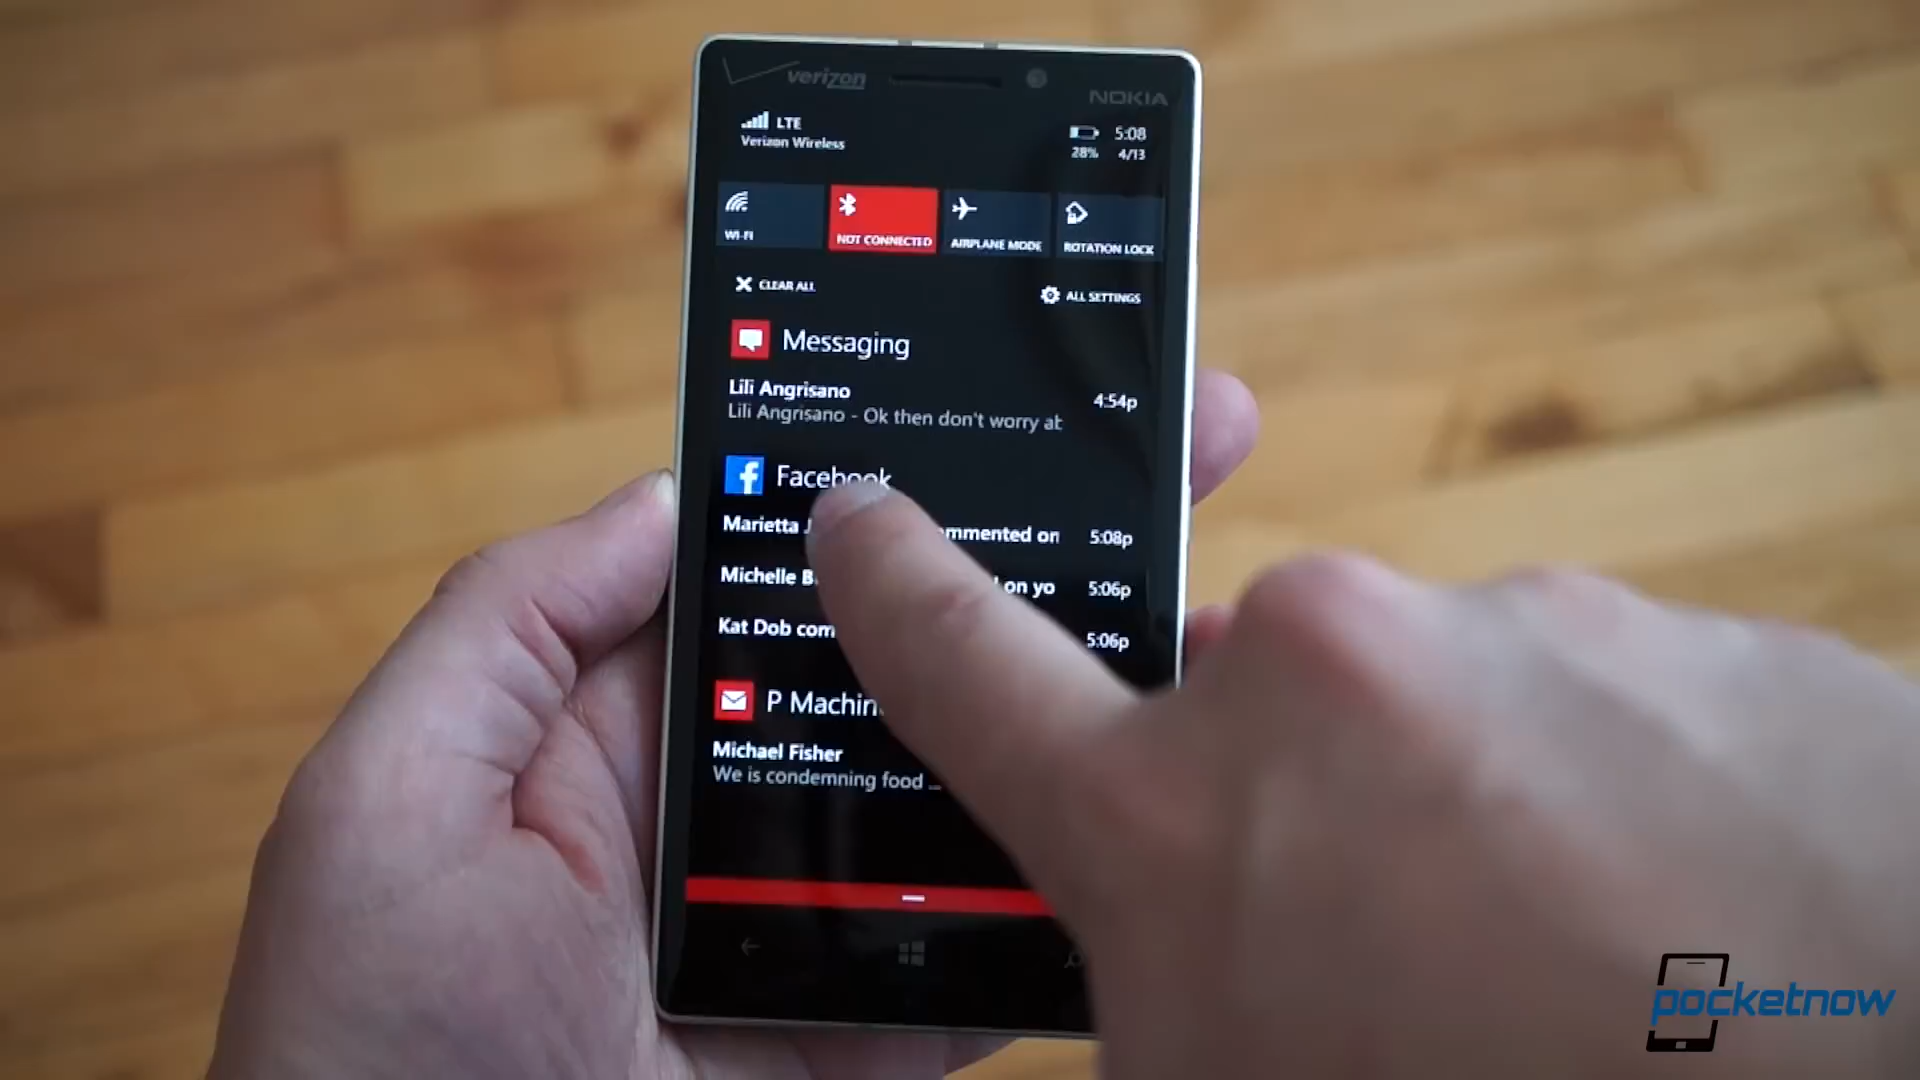 verizon
NOKIA
LTE
5:08
Verizon Wireless
28%
4/13
WI-FI
NOT CONNECTED
AIRPLANE MODE
ROTATION LOCK
CLEAR ALL
ALL SETTINGS
Messaging
Lili Angrisano
4:54p
Lili Angrisano - Ok then don't worry ab
Facebook
Marietta J mmented on
5:08p
Michelle B on yo
5:06p
Kat Dob com
5:06p
P Machin
Michael Fisher
We is condemning food ...
pocketnow